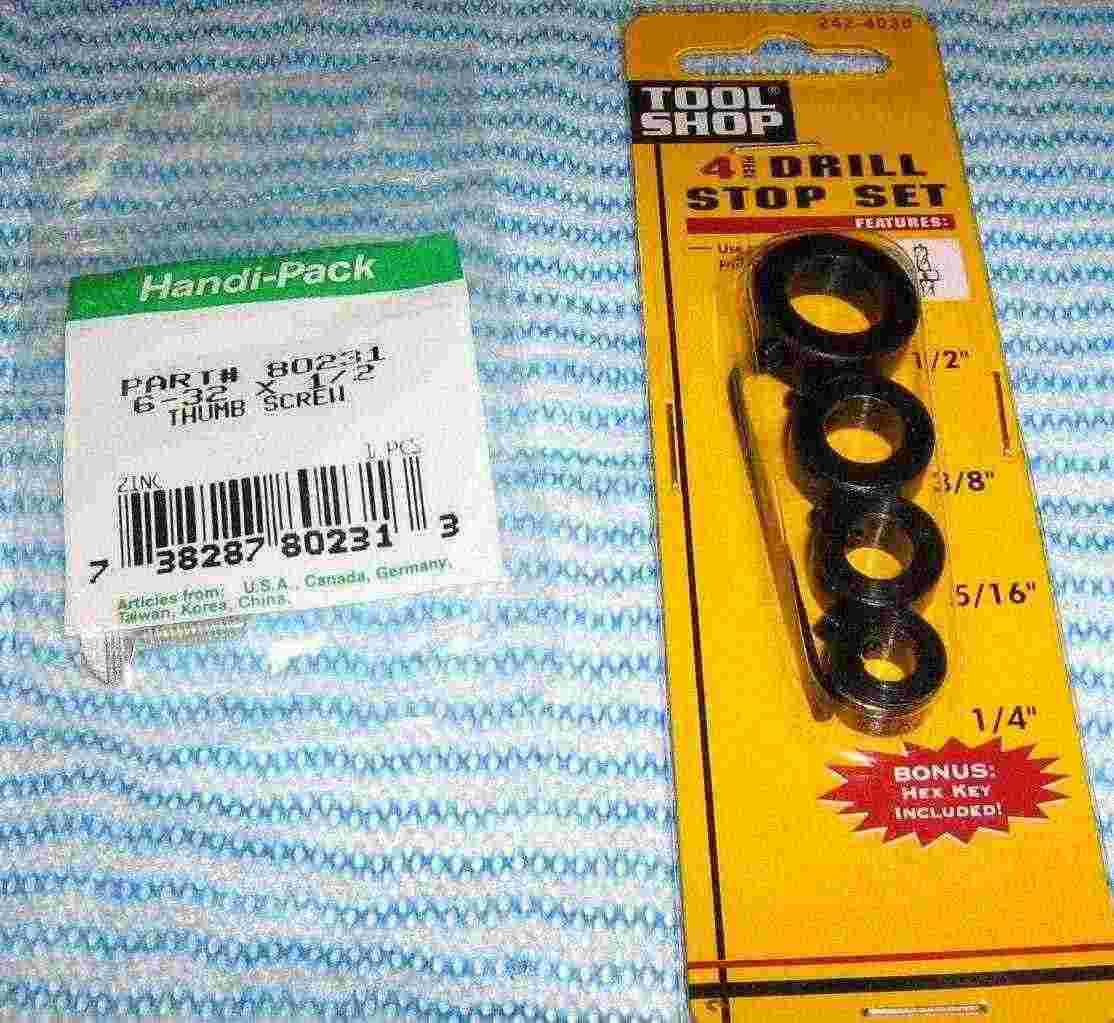 Handi-Pack
PART# 80231
6-32 X 1/2
THUMB SCREW
1 PCS
ZINC
7 38287 80231 3
Articles from: U.S.A., Canada, Germany,
Taiwan, Korea, China.
242-4030
TOOL®
SHOP
4 PIECE DRILL
STOP SET
FEATURES:
Use
1/2"
3/8"
5/16"
1/4"
BONUS:
HEX KEY
INCLUDED!